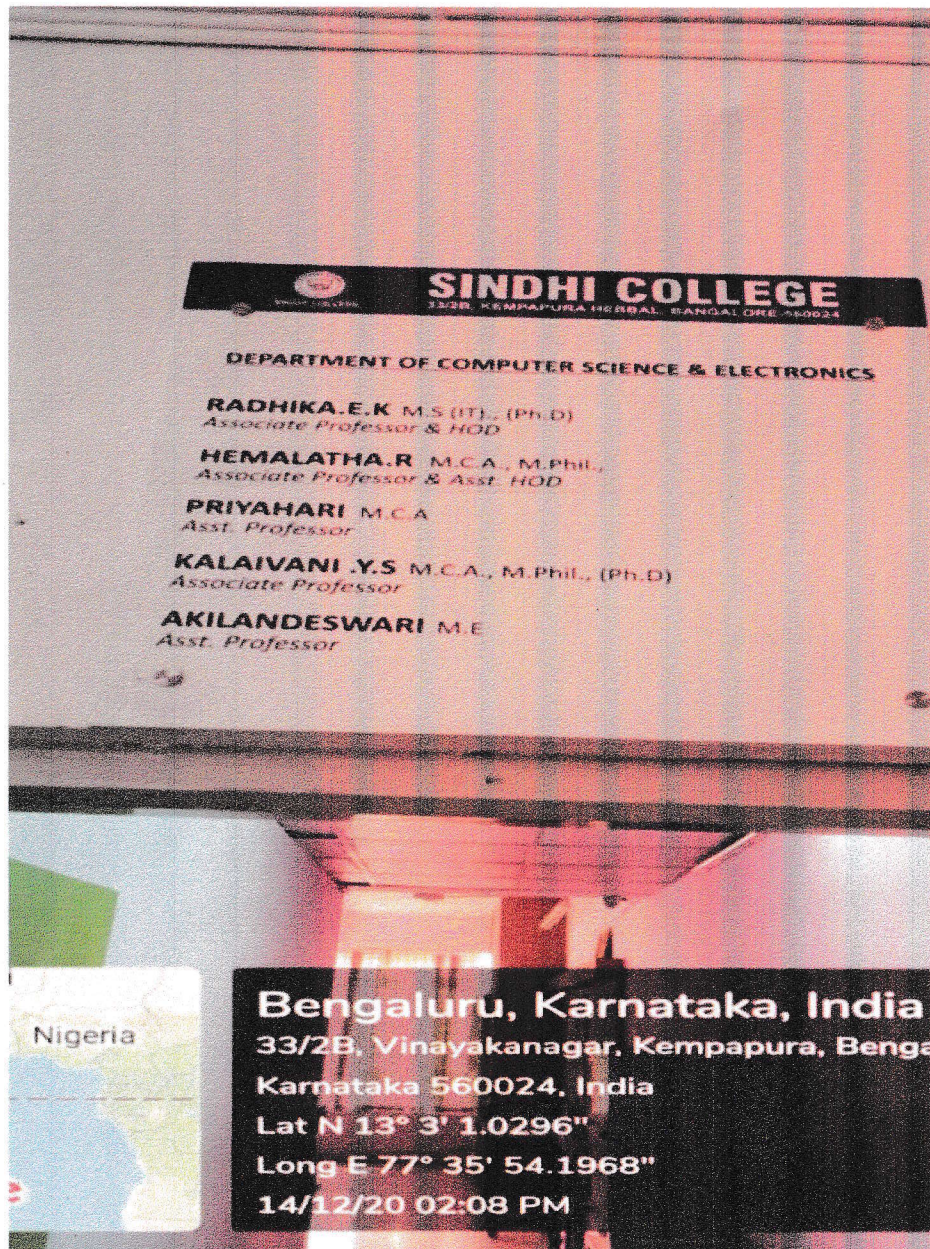 SINDHI COLLEGE
33/2B, KEMPAPURA HEBBAL, BANGALORE-560024
DEPARTMENT OF COMPUTER SCIENCE & ELECTRONICS
RADHIKA.E.K M.S (IT)., (Ph.D)
Associate Professor & HOD
HEMALATHA.R M.C.A., M.Phil.,
Associate Professor & Asst. HOD
PRIYAHARI M.C.A
Asst. Professor
KALAIVANI .Y.S M.C.A., M.Phil., (Ph.D)
Associate Professor
AKILANDESWARI M.E
Asst. Professor
Nigeria
Bengaluru, Karnataka, India
33/2B, Vinayakanagar, Kempapura, Benga
Karnataka 560024, India
Lat N 13° 3' 1.0296"
Long E 77° 35' 54.1968"
14/12/20 02:08 PM